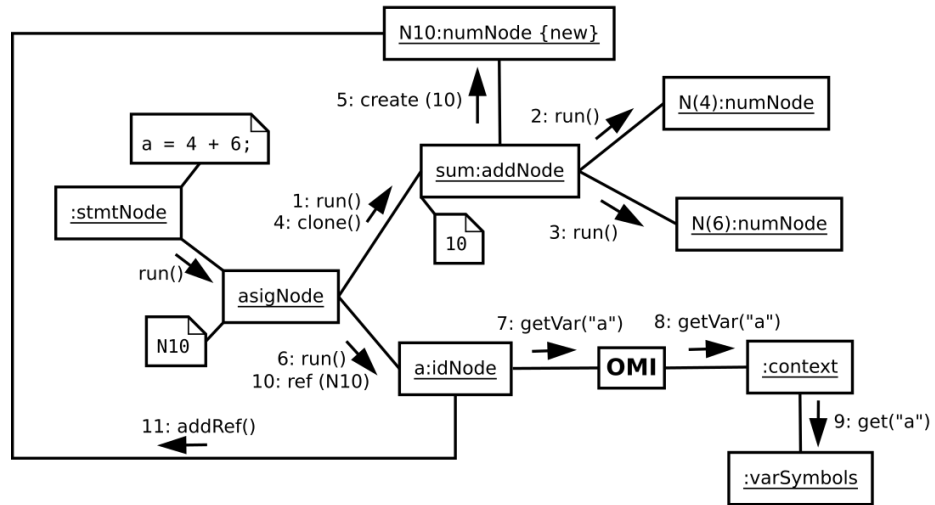 N10:numNode {new}
5: create (10)
2: run()
N(4):numNode
a = 4 + 6;
sum:addNode
:stmtNode
1: run()
4: clone()
10
3: run()
N(6):numNode
run()
asigNode
N10
7: getVar("a")
8: getVar("a")
6: run()
10: ref (N10)
a:idNode
OMI
:context
11: addRef()
9: get("a")
:varSymbols